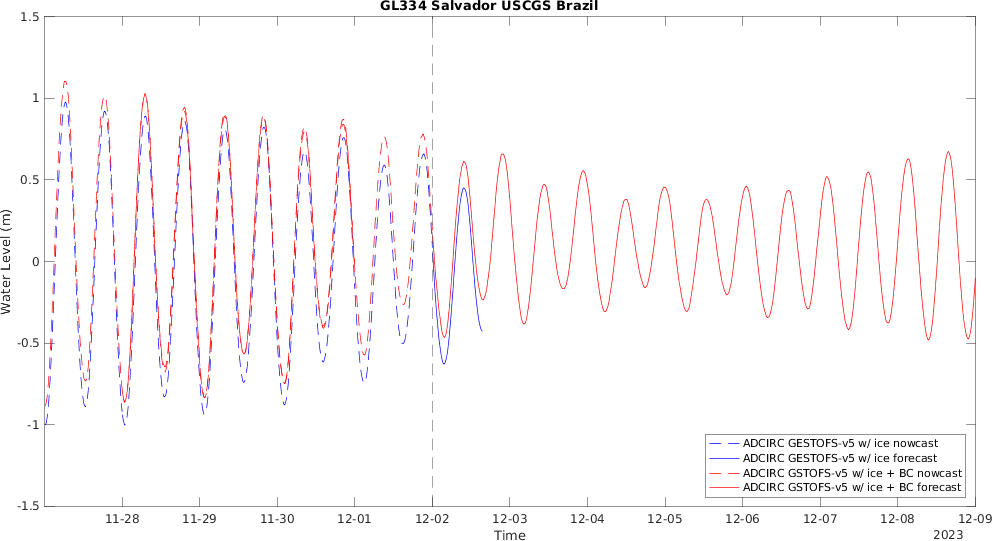 GL334 Salvador USCGS Brazil
1.5
1
0.5
0
-0.5
-1
-1.5
Water Level (m)
11-28
11-29
11-30
12-01
12-02
12-03
12-04
12-05
12-06
12-07
12-08
12-09
Time
2023
ADCIRC GESTOFS-v5 w/ ice nowcast
ADCIRC GESTOFS-v5 w/ ice forecast
ADCIRC GSTOFS-v5 w/ ice + BC nowcast
ADCIRC GSTOFS-v5 w/ ice + BC forecast